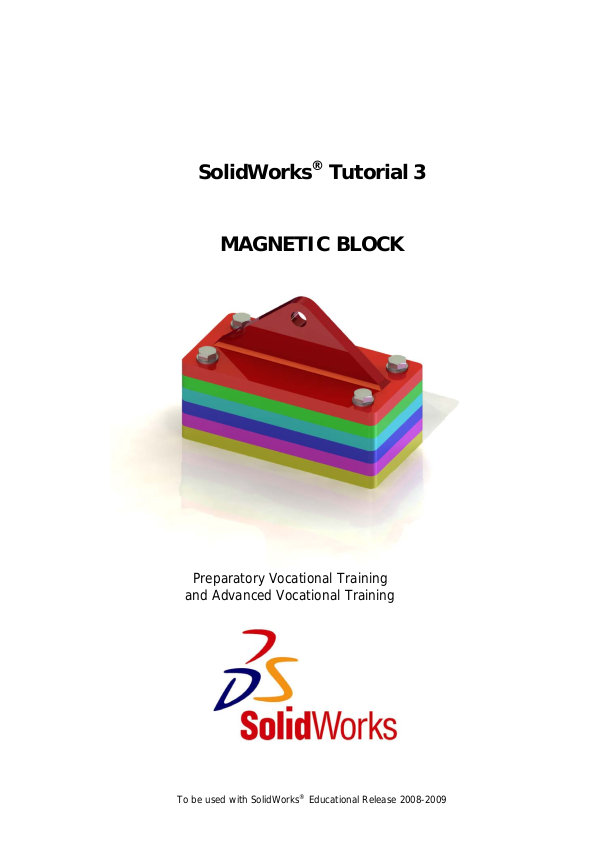 SolidWorks® Tutorial 3
MAGNETIC BLOCK
Preparatory Vocational Training
and Advanced Vocational Training
DS
SolidWorks
To be used with SolidWorks® Educational Release 2008-2009